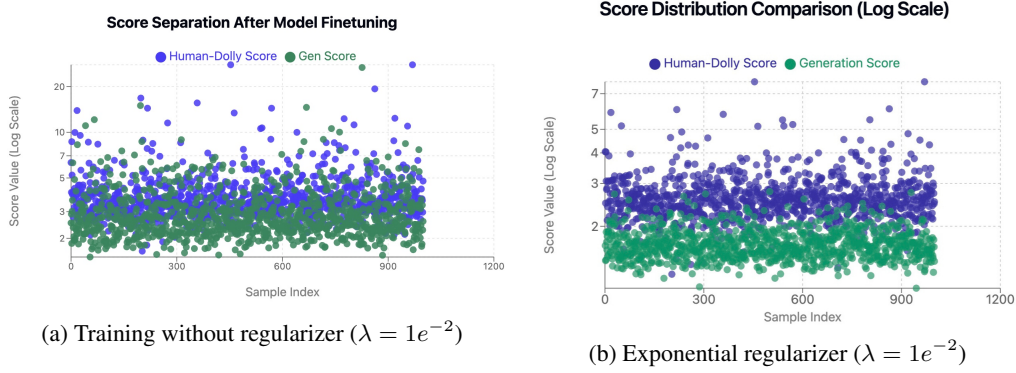 Score Separation After Model Finetuning
Human-Dolly Score Gen Score
Score Value (Log Scale)
20
10
7
5
3
2
0 300 600 900 1200
Sample Index
(a) Training without regularizer (λ = 1e⁻²)
Score Distribution Comparison (Log Scale)
Human-Dolly Score Generation Score
Score Value (Log Scale)
7
5
4
3
2
0 300 600 900 1200
Sample Index
(b) Exponential regularizer (λ = 1e⁻²)